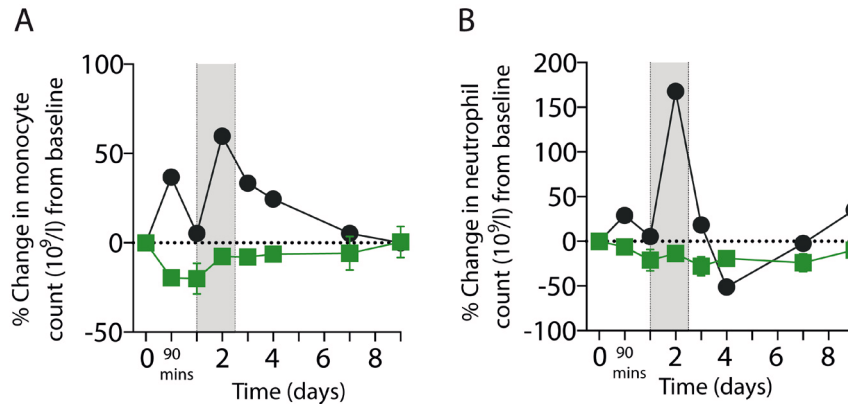 A
% Change in monocyte
count (10⁹/l) from baseline
100
50
0
-50
0 90 mins 2 4 6 8
Time (days)
B
% Change in neutrophil
count (10⁹/l) from baseline
200
150
100
50
0
-50
-100
0 90 mins 2 4 6 8
Time (days)